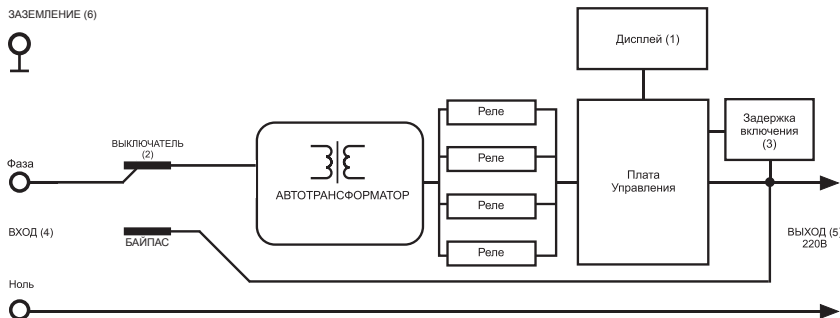 ЗАЗЕМЛЕНИЕ (6)
Дисплей (1)
Реле
Задержка
включения
(3)
ВЫКЛЮЧАТЕЛЬ
(2)
Фаза
Реле
Плата
Управления
АВТОТРАНСФОРМАТОР
Реле
ВХОД (4)
БАЙПАС
ВЫХОД (5)
220В
Реле
Ноль